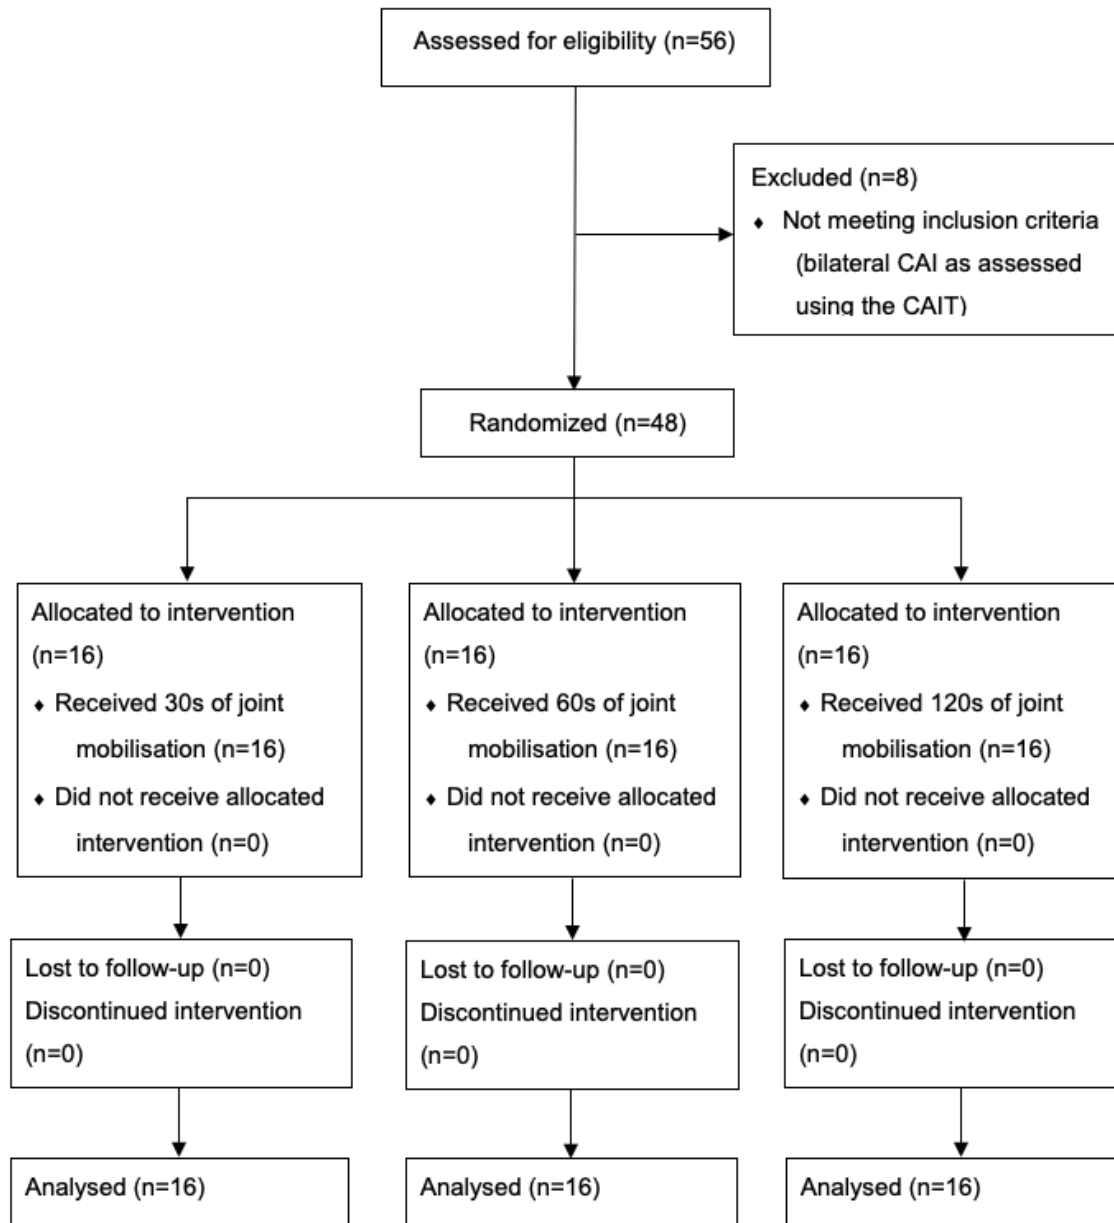 Assessed for eligibility (n=56)
Excluded (n=8)
♦ Not meeting inclusion criteria
(bilateral CAI as assessed
using the CAIT)
Randomized (n=48)
Allocated to intervention
(n=16)
♦ Received 30s of joint
mobilisation (n=16)
♦ Did not receive allocated
intervention (n=0)
Allocated to intervention
(n=16)
♦ Received 60s of joint
mobilisation (n=16)
♦ Did not receive allocated
intervention (n=0)
Allocated to intervention
(n=16)
♦ Received 120s of joint
mobilisation (n=16)
♦ Did not receive allocated
intervention (n=0)
Lost to follow-up (n=0)
Discontinued intervention
(n=0)
Lost to follow-up (n=0)
Discontinued intervention
(n=0)
Lost to follow-up (n=0)
Discontinued intervention
(n=0)
Analysed (n=16)
Analysed (n=16)
Analysed (n=16)